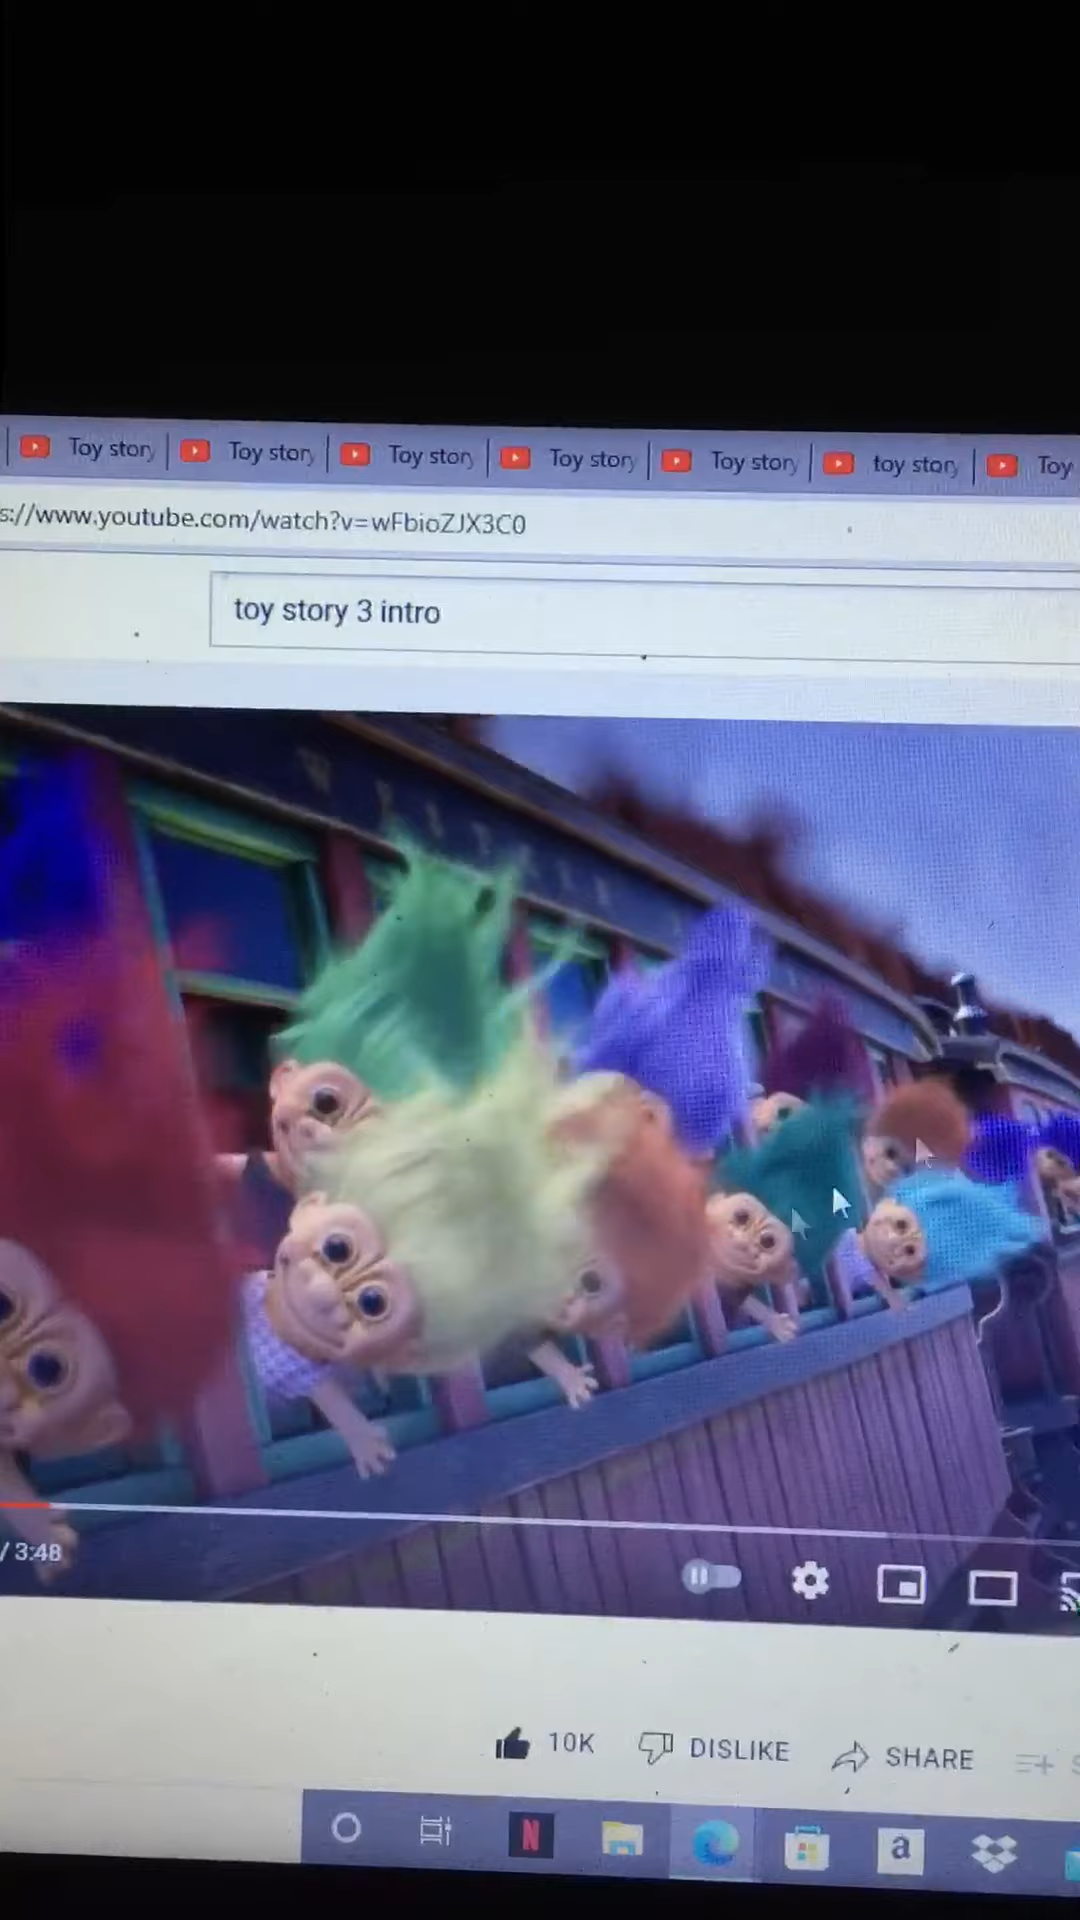 Toy story Toy story Toy story Toy story Toy story toy story Toy
s://www.youtube.com/watch?v=wFbioZJX3C0
toy story 3 intro
WESTERN
/ 3:48
10K DISLIKE SHARE S
N a